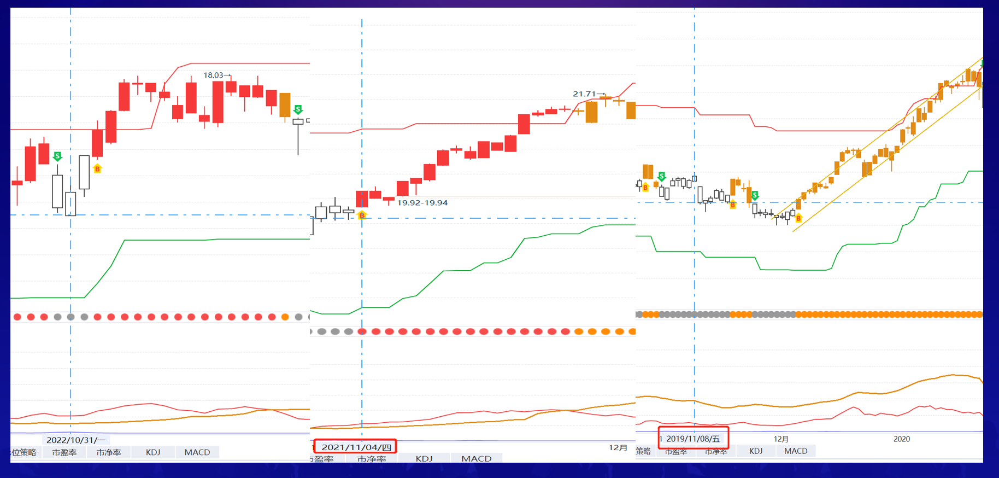 18.03→
S
B
S
2022/10/31/一
位策略 市盈率 市净率 KDJ MACD
21.71→
19.92-19.94
B
2021/11/04/四
12月
市盈率 市净率 KDJ MACD
B
S
B
S
B
2019/11/08/五
12月
2020
策略 市盈率 市净率 KDJ MACD